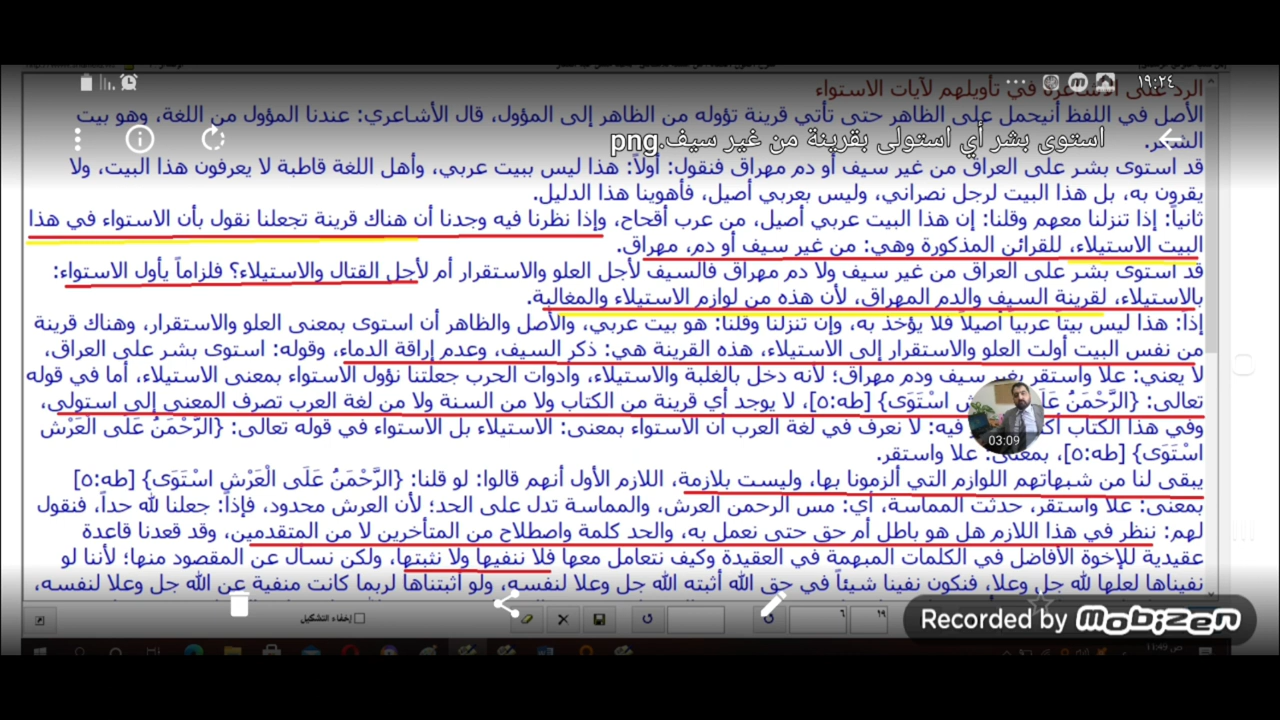 ١٩:٢٤
الرد على الأشاعرة في تأويلهم لآيات الاستواء
الأصل في اللفظ أنيحمل على الظاهر حتى تأتي قرينة تؤوله من الظاهر إلى المؤول، قال الأشاعري: عندنا المؤول من اللغة، وهو بيت
الشعر.
استوى بشر أي استولى بقرينة من غير سيف.png
قد استوى بشر على العراق من غير سيف أو دم مهراق فنقول: أولاً: هذا ليس ببيت عربي، وأهل اللغة قاطبة لا يعرفون هذا البيت، ولا
يقرون به، بل هذا البيت لرجل نصراني، وليس بعربي أصيل، فأهوينا هذا الدليل.
ثانياً: إذا تنزلنا معهم وقلنا: إن هذا البيت عربي أصيل، من عرب أقحاح، وإذا نظرنا فيه وجدنا أن هناك قرينة تجعلنا نقول بأن الاستواء في هذا
البيت الاستيلاء، للقرائن المذكورة وهي: من غير سيف أو دم، مهراق.
قد استوى بشر على العراق من غير سيف ولا دم مهراق فالسيف لأجل العلو والاستقرار أم لأجل القتال والاستيلاء؟ فلزاماً يأول الاستواء:
بالاستيلاء، لقرينة السيف والدم المهراق، لأن هذه من لوازم الاستيلاء والمغالبة.
إذاً: هذا ليس بيتاً عربياً أصيلاً فلا يؤخذ به، وإن تنزلنا وقلنا: هو بيت عربي، والأصل والظاهر أن استوى بمعنى العلو والاستقرار، وهناك قرينة
من نفس البيت أولت العلو والاستقرار إلى الاستيلاء، هذه القرينة هي: ذكر السيف، وعدم إراقة الدماء، وقوله: استوى بشر على العراق،
لا يعني: علا واستقر بغير سيف ودم مهراق؛ لأنه دخل بالغلبة والاستيلاء، وأدوات الحرب جعلتنا نؤول الاستواء بمعنى الاستيلاء، أما في قوله
تعالى: {الرَّحْمَنُ اسْتَوَى} [طه:٥]، لا يوجد أي قرينة من الكتاب ولا من السنة ولا من لغة العرب تصرف المعنى إلى استولى،
وفي هذا الكتاب فيه: لا نعرف في لغة العرب أن الاستواء بمعنى: الاستيلاء بل الاستواء في قوله تعالى: {الرَّحْمَنُ عَلَى الْعَرْشِ
اسْتَوَى} [طه:٥]، بمعنى: علا واستقر.
03:09
يبقى لنا من شبهاتهم اللوازم التي ألزمونا بها، وليست بلازمة، اللازم الأول أنهم قالوا: لو قلنا: {الرَّحْمَنُ عَلَى الْعَرْشِ اسْتَوَى} [طه:٥]
بمعنى: علا واستقر، حدثت المماسة، أي: مس الرحمن العرش، والمماسة تدل على الحد؛ لأن العرش محدود، فإذاً: جعلنا لله حداً، فنقول
لهم: ننظر في هذا اللازم هل هو باطل أم حق حتى نعمل به، والحد كلمة واصطلاح من المتأخرين لا من المتقدمين، وقد قعدنا قاعدة
عقيدية للإخوة الأفاضل في الكلمات المبهمة في العقيدة وكيف نتعامل معها فلا ننفيها ولا نثبتها، ولكن نسأل عن المقصود منها؛ لأننا لو
نفيناها لعلها لله جل وعلا، فنكون نفينا شيئاً في حق الله أثبته الله جل وعلا لنفسه، ولو أثبتناها لربما كانت منفية عن الله جل وعلا لنفسه،
إخفاء التشكيل
٦
١٩
Recorded by Mobizen